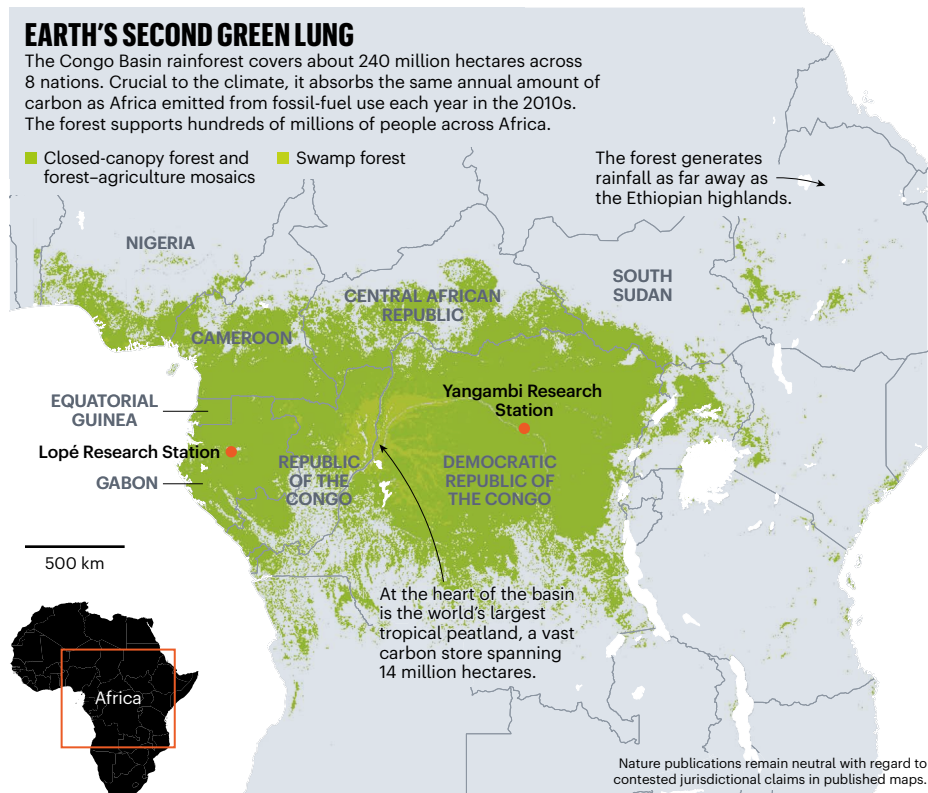 EARTH'S SECOND GREEN LUNG
The Congo Basin rainforest covers about 240 million hectares across
8 nations. Crucial to the climate, it absorbs the same annual amount of
carbon as Africa emitted from fossil-fuel use each year in the 2010s.
The forest supports hundreds of millions of people across Africa.
Closed-canopy forest and
forest–agriculture mosaics
Swamp forest
The forest generates
rainfall as far away as
the Ethiopian highlands.
NIGERIA
SOUTH
SUDAN
CENTRAL AFRICAN
REPUBLIC
CAMEROON
Yangambi Research
Station
EQUATORIAL
GUINEA
Lopé Research Station
GABON
REPUBLIC
OF THE
CONGO
DEMOCRATIC
REPUBLIC OF
THE CONGO
500 km
At the heart of the basin
is the world's largest
tropical peatland, a vast
carbon store spanning
14 million hectares.
Africa
Nature publications remain neutral with regard to
contested jurisdictional claims in published maps.